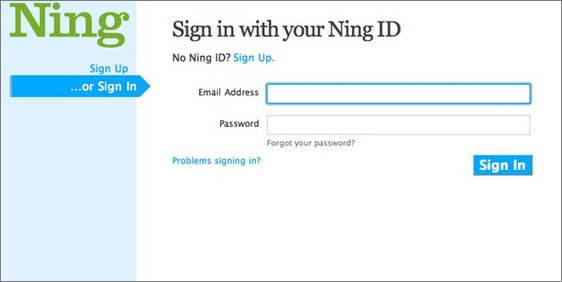 Ning
Sign Up
...or Sign In
Sign in with your Ning ID
No Ning ID? Sign Up.
Email Address
Password
Forgot your password?
Problems signing in?
Sign In